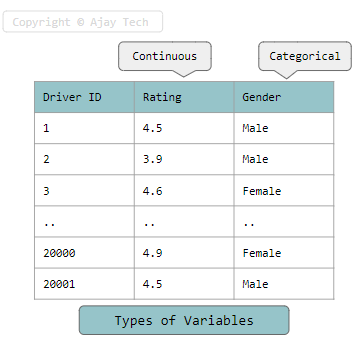 Copyright © Ajay Tech
Continuous Categorical
Driver ID Rating Gender
1 4.5 Male
2 3.9 Male
3 4.6 Female
.. .. ..
20000 4.9 Female
20001 4.5 Male
Types of Variables